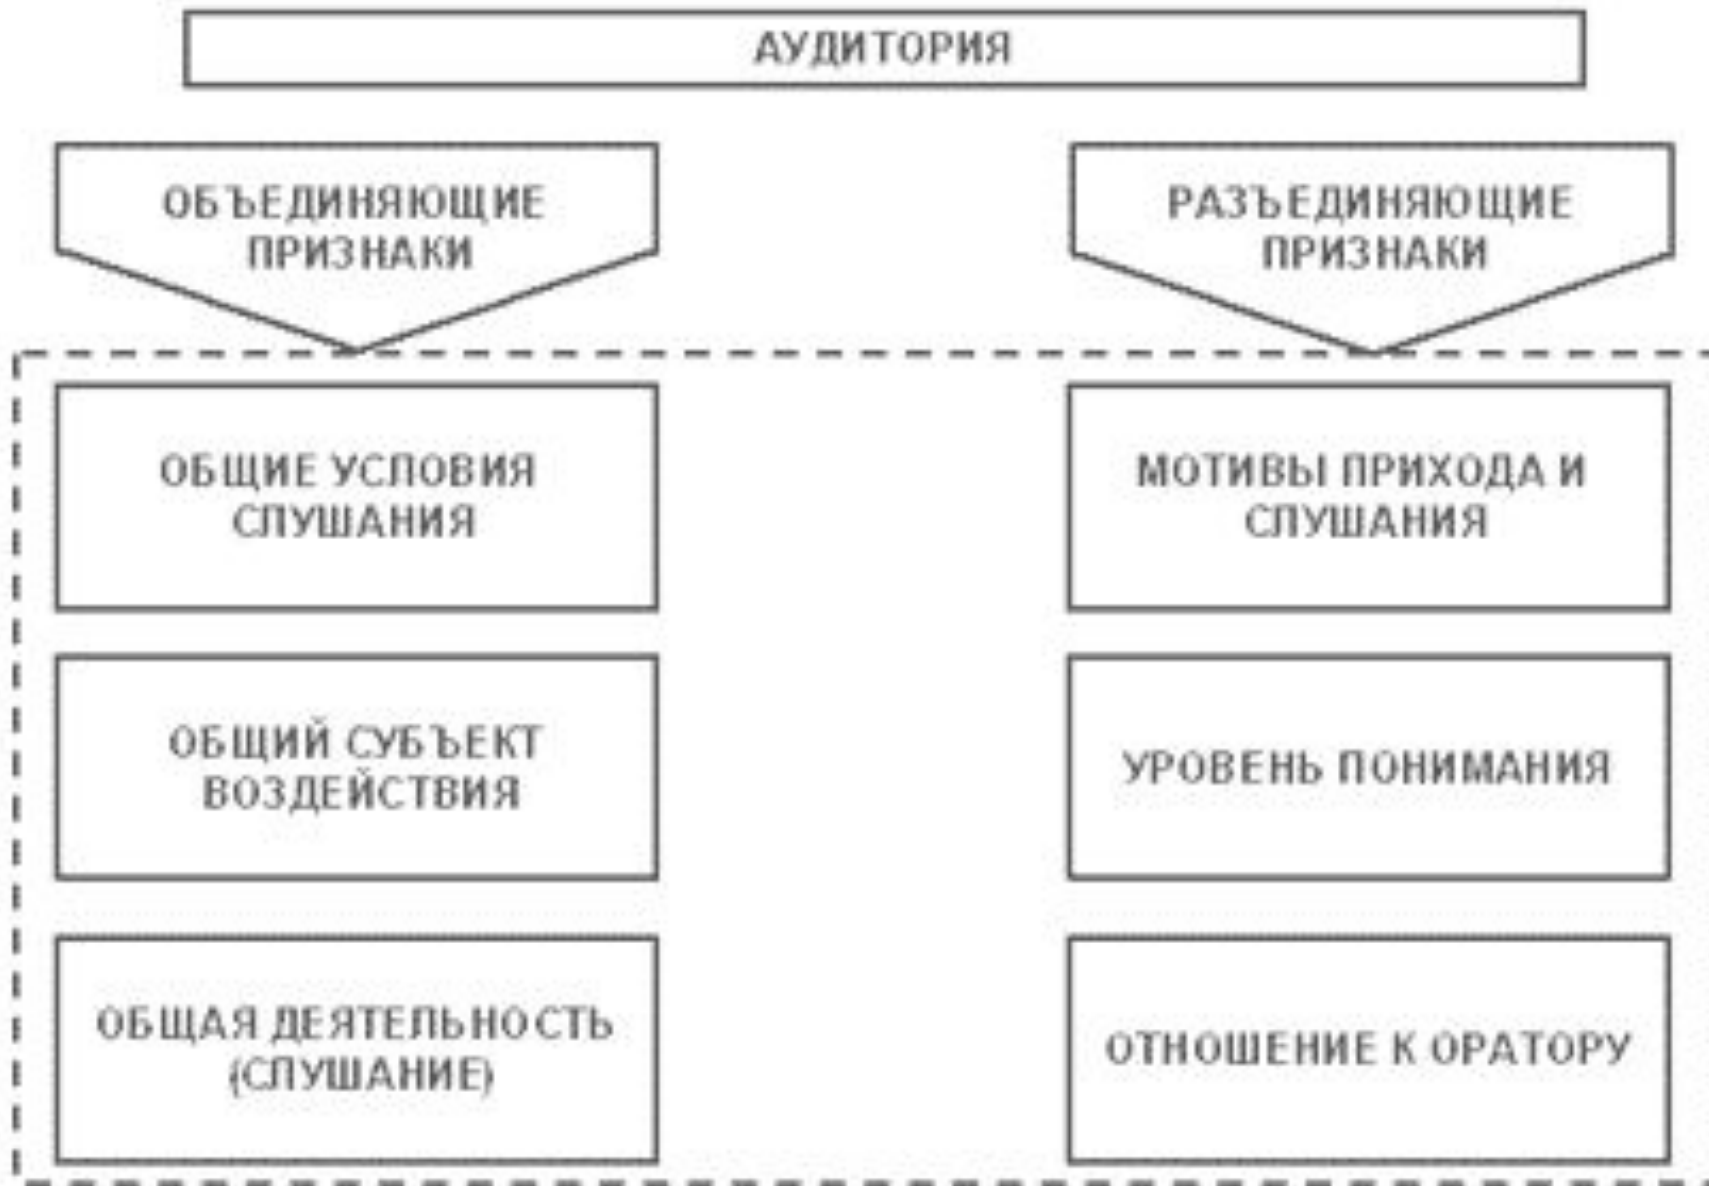 АУДИТОРИЯ
ОБЪЕДИНЯЮЩИЕ
ПРИЗНАКИ
РАЗЪЕДИНЯЮЩИЕ
ПРИЗНАКИ
ОБЩИЕ УСЛОВИЯ
СЛУШАНИЯ
МОТИВЫ ПРИХОДА И
СЛУШАНИЯ
ОБЩИЙ СУБЪЕКТ
ВОЗДЕЙСТВИЯ
УРОВЕНЬ ПОНИМАНИЯ
ОБЩАЯ ДЕЯТЕЛЬНОСТЬ
(СЛУШАНИЕ)
ОТНОШЕНИЕ К ОРАТОРУ